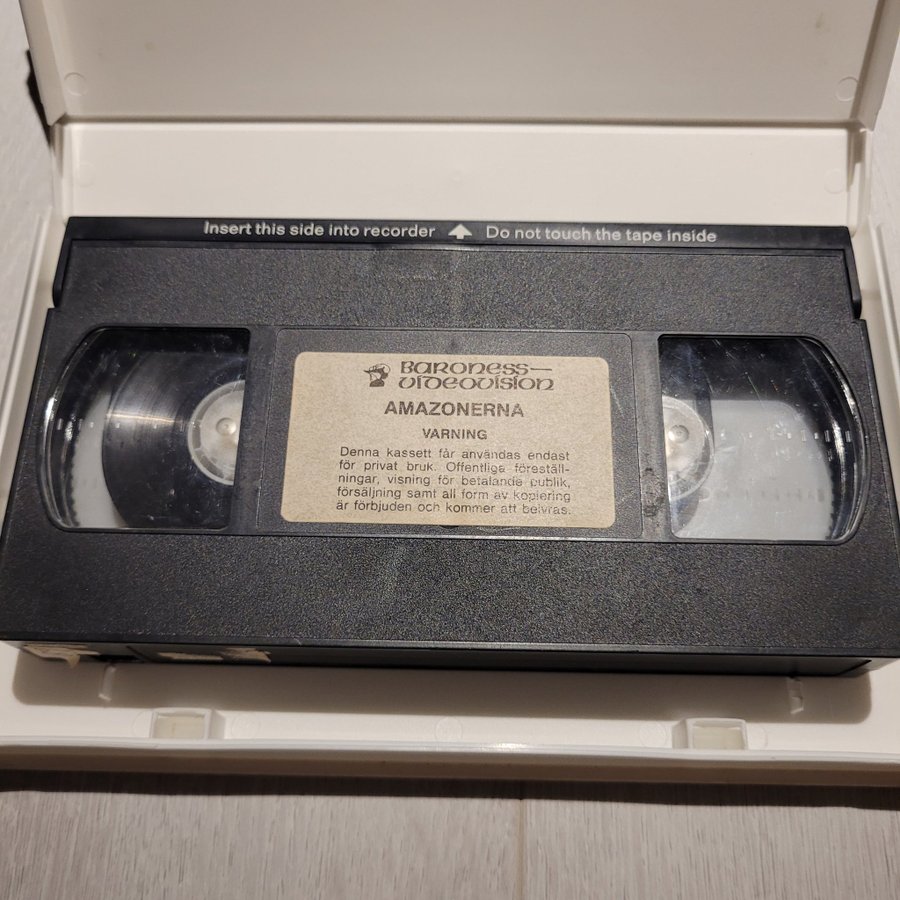 Insert this side into recorder Do not touch the tape inside
BARONESS—
VIDEOVISION
AMAZONERNA
VARNING
Denna kassett får användas endast
för privat bruk. Offentliga föreställ-
ningar, visning för betalande publik,
försäljning samt all form av kopiering
är förbjuden och kommer att beivras.